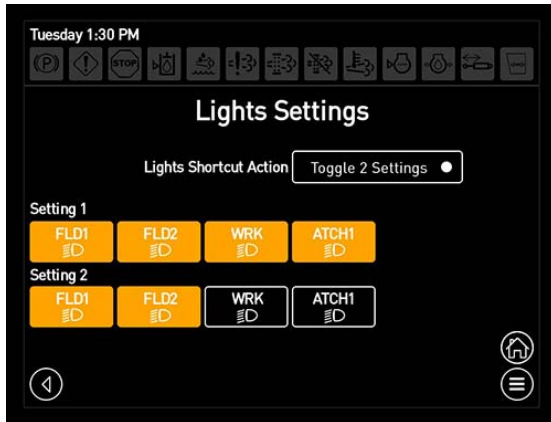 Tuesday 1:30 PM
(P) STOP
Lights Settings
Lights Shortcut Action Toggle 2 Settings
Setting 1
FLD1 FLD2 WRK ATCH1
Setting 2
FLD1 FLD2 WRK ATCH1